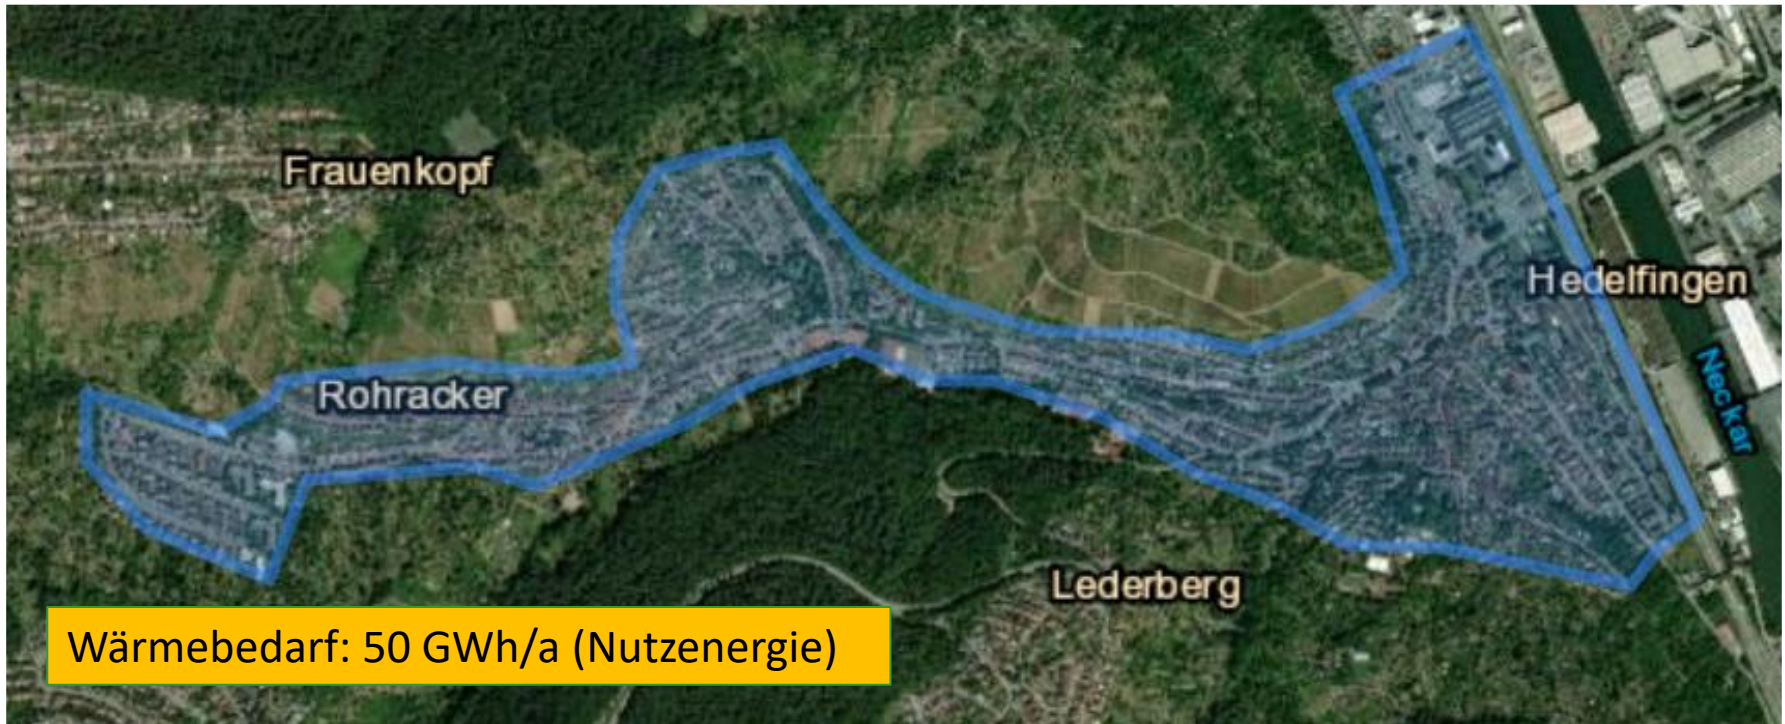 Frauenkopf
Hedelfingen
Rohracker
Neckar
Lederberg
Wärmebedarf: 50 GWh/a (Nutzenergie)